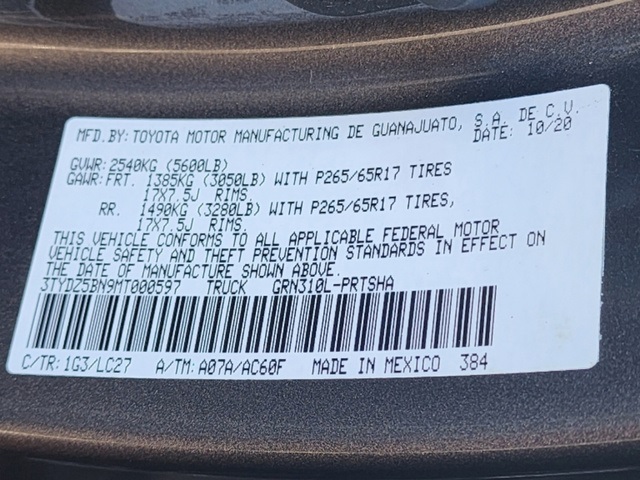 MFD.BY: TOYOTA MOTOR MANUFACTURING DE GUANAJUATO, S.A. DE C.V.
DATE: 10/20
GVWR: 2540KG (5600LB)
GAWR: FRT. 1385KG (3050LB) WITH P265/65R17 TIRES
17X7.5J RIMS.
RR. 1490KG (3280LB) WITH P265/65R17 TIRES,
17X7.5J RIMS.
THIS VEHICLE CONFORMS TO ALL APPLICABLE FEDERAL MOTOR
VEHICLE SAFETY AND THEFT PREVENTION STANDARDS IN EFFECT ON
THE DATE OF MANUFACTURE SHOWN ABOVE.
3TYDZ5BN9MT000597 TRUCK GRN310L-PRTSHA
C/TR: 1G3/LC27 A/TM: A07A/AC60F MADE IN MEXICO 384